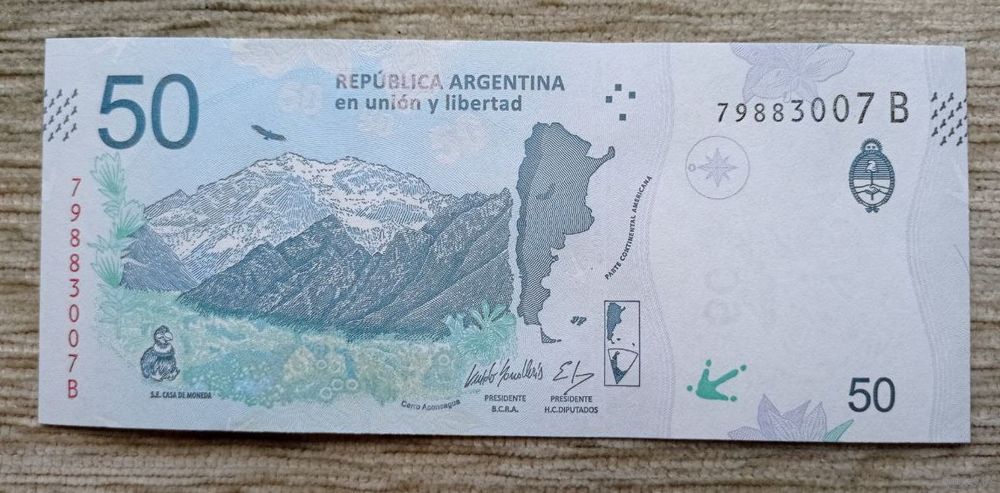 50
REPÚBLICA ARGENTINA
en unión y libertad
79883007 B
79883007 B
PARTE CONTINENTAL AMERICANA
S.E. CASA DE MONEDA
Cerro Aconcagua
PRESIDENTE
B.C.R.A.
PRESIDENTE
H.C.DIPUTADOS
50